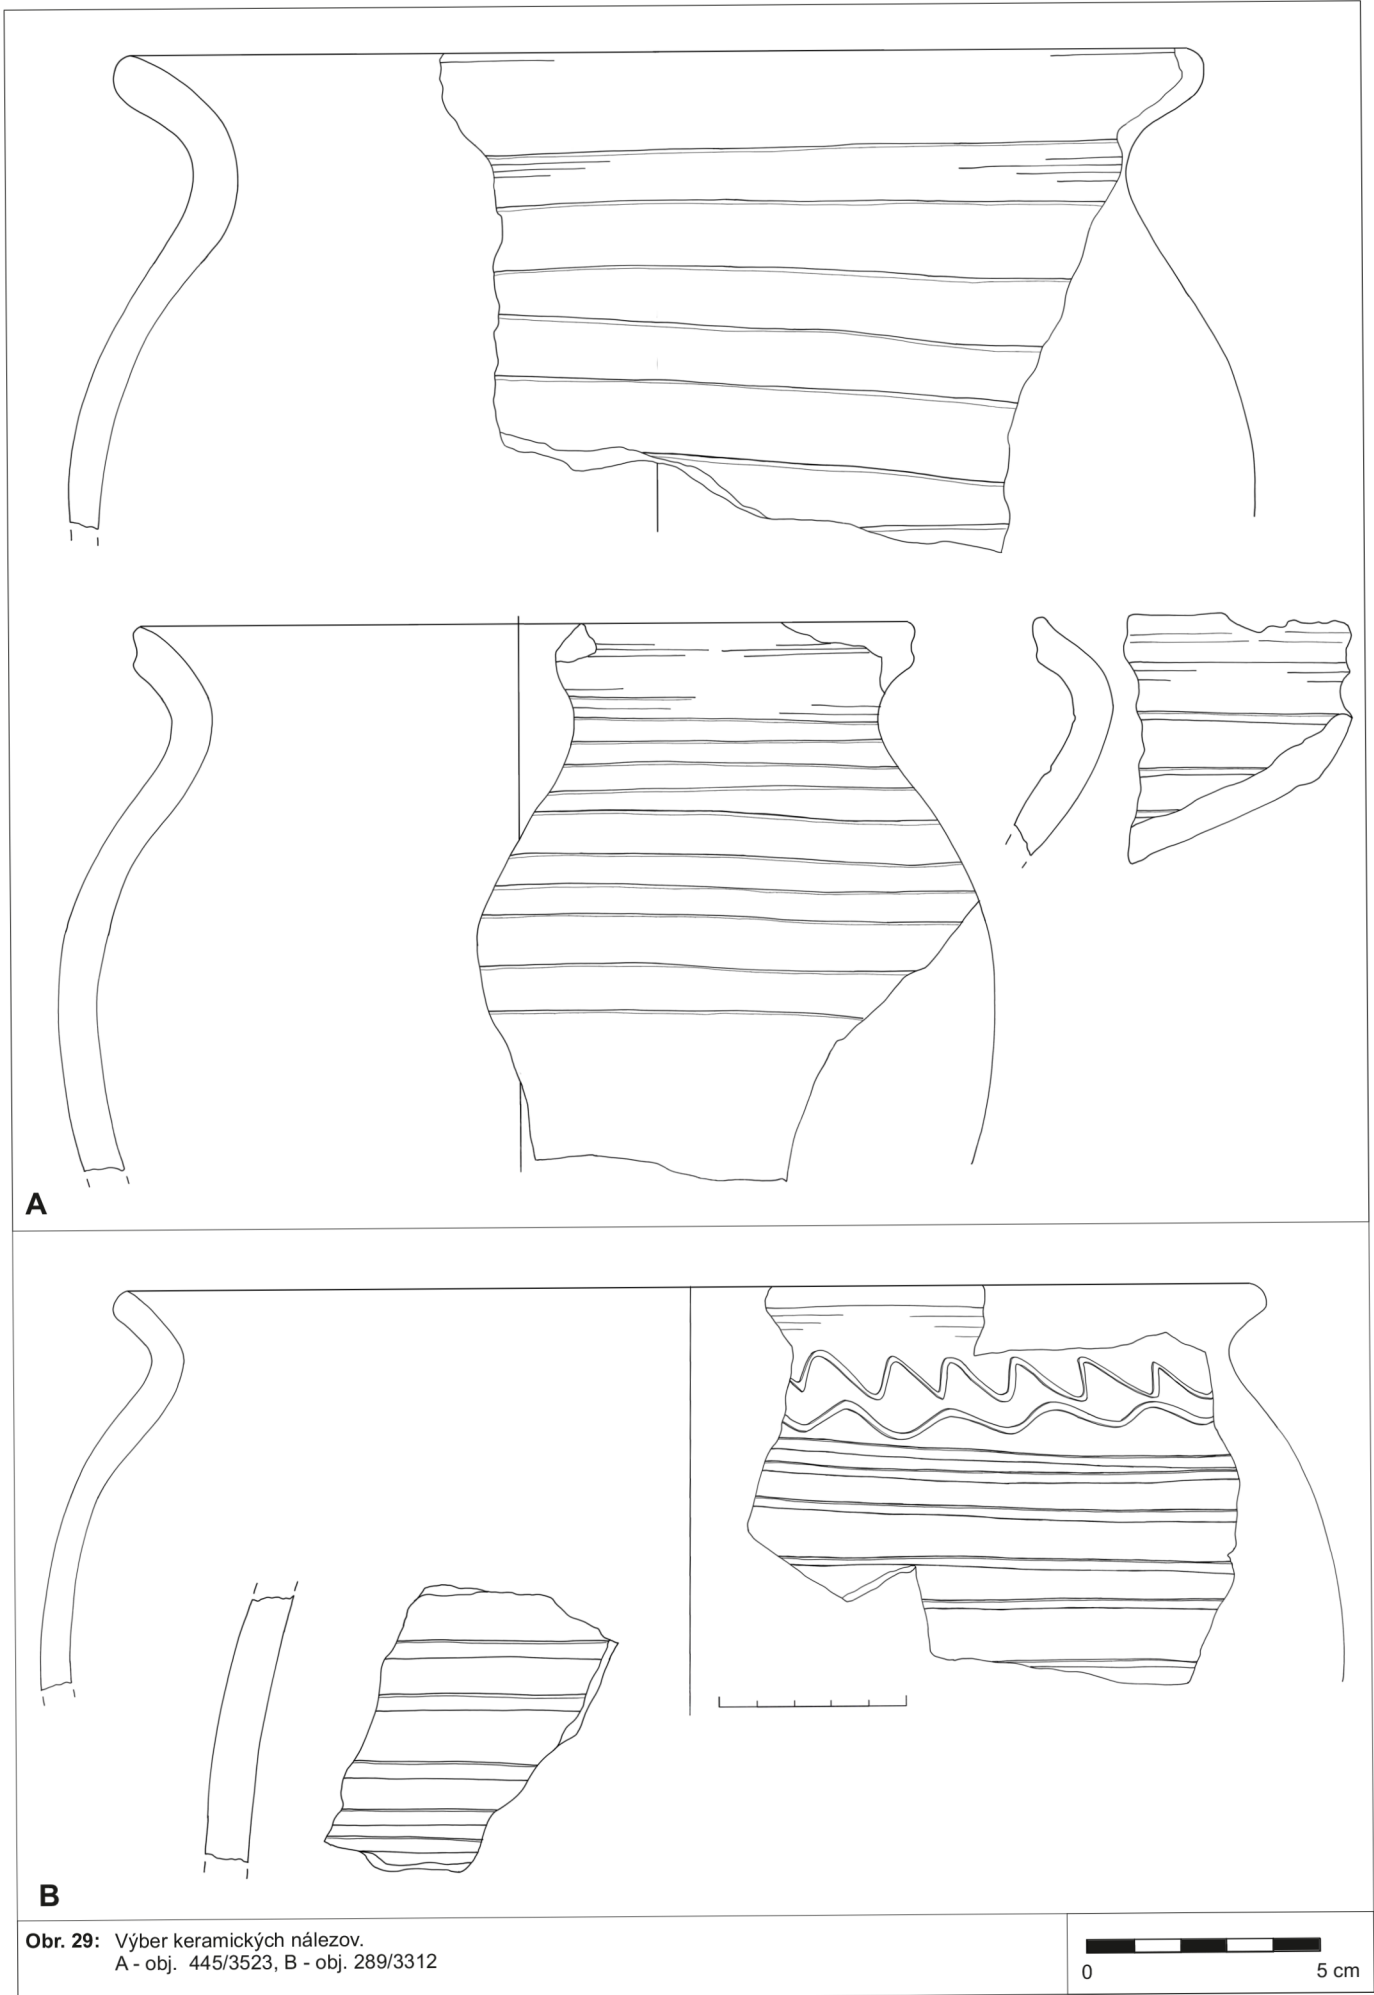 A
B
Obr. 29: Výber keramických nálezov.
A - obj. 445/3523, B - obj. 289/3312
0 5 cm